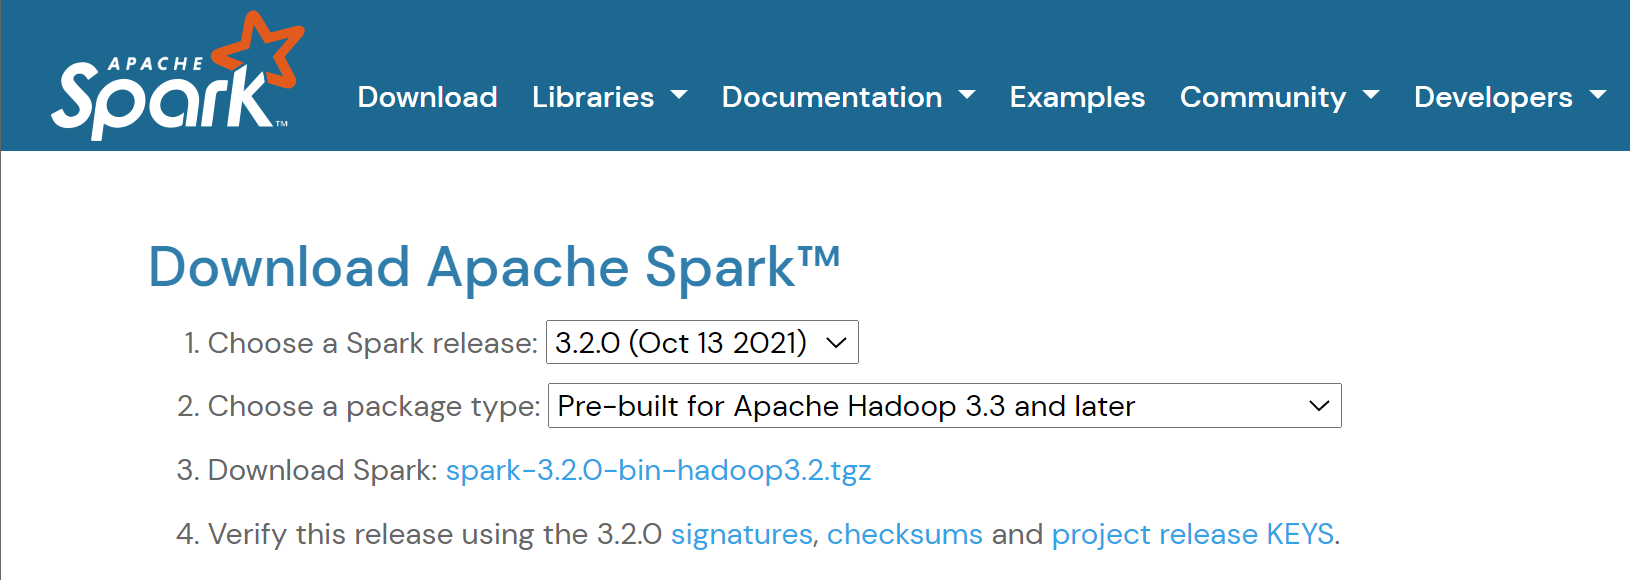 APACHE
Spark™
Download Libraries Documentation Examples Community Developers
Download Apache Spark™
1. Choose a Spark release: 3.2.0 (Oct 13 2021)
2. Choose a package type: Pre-built for Apache Hadoop 3.3 and later
3. Download Spark: spark-3.2.0-bin-hadoop3.2.tgz
4. Verify this release using the 3.2.0 signatures, checksums and project release KEYS.